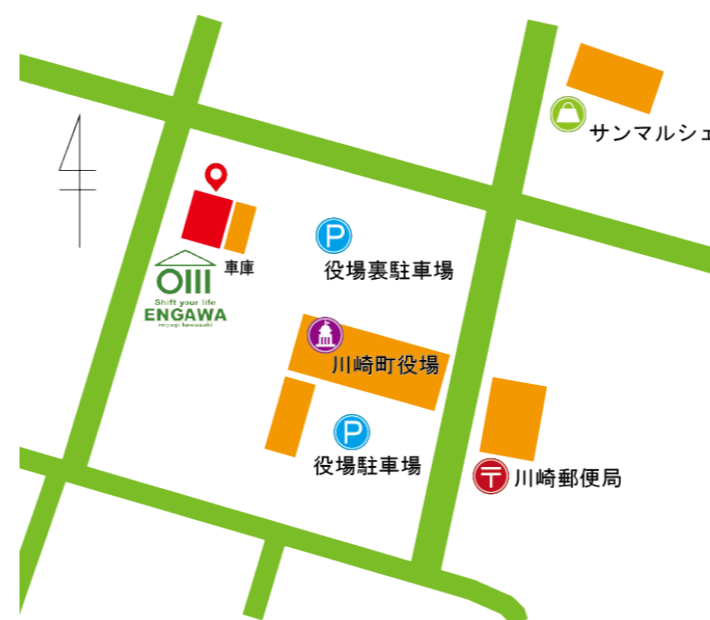 サンマルシェ
車庫
役場裏駐車場
Shift your life
ENGAWA
miyagi kawasaki
川崎町役場
役場駐車場
川崎郵便局